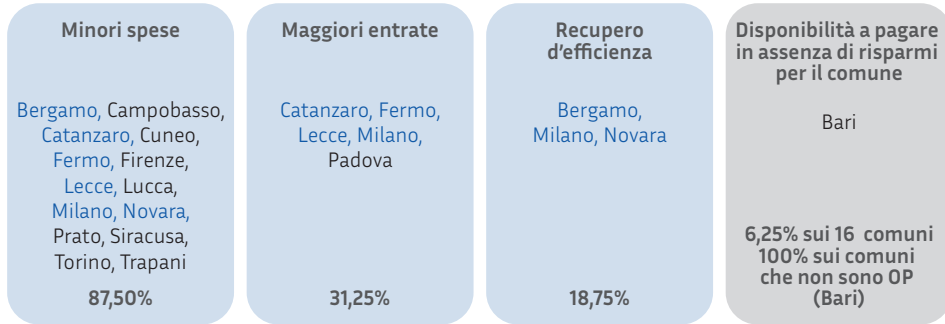 Minori spese
Bergamo, Campobasso,
Catanzaro, Cuneo,
Fermo, Firenze,
Lecce, Lucca,
Milano, Novara,
Prato, Siracusa,
Torino, Trapani
87,50%
Maggiori entrate
Catanzaro, Fermo,
Lecce, Milano,
Padova
31,25%
Recupero
d'efficienza
Bergamo,
Milano, Novara
18,75%
Disponibilità a pagare
in assenza di risparmi
per il comune
Bari
6,25% sui 16 comuni
100% sui comuni
che non sono OP
(Bari)